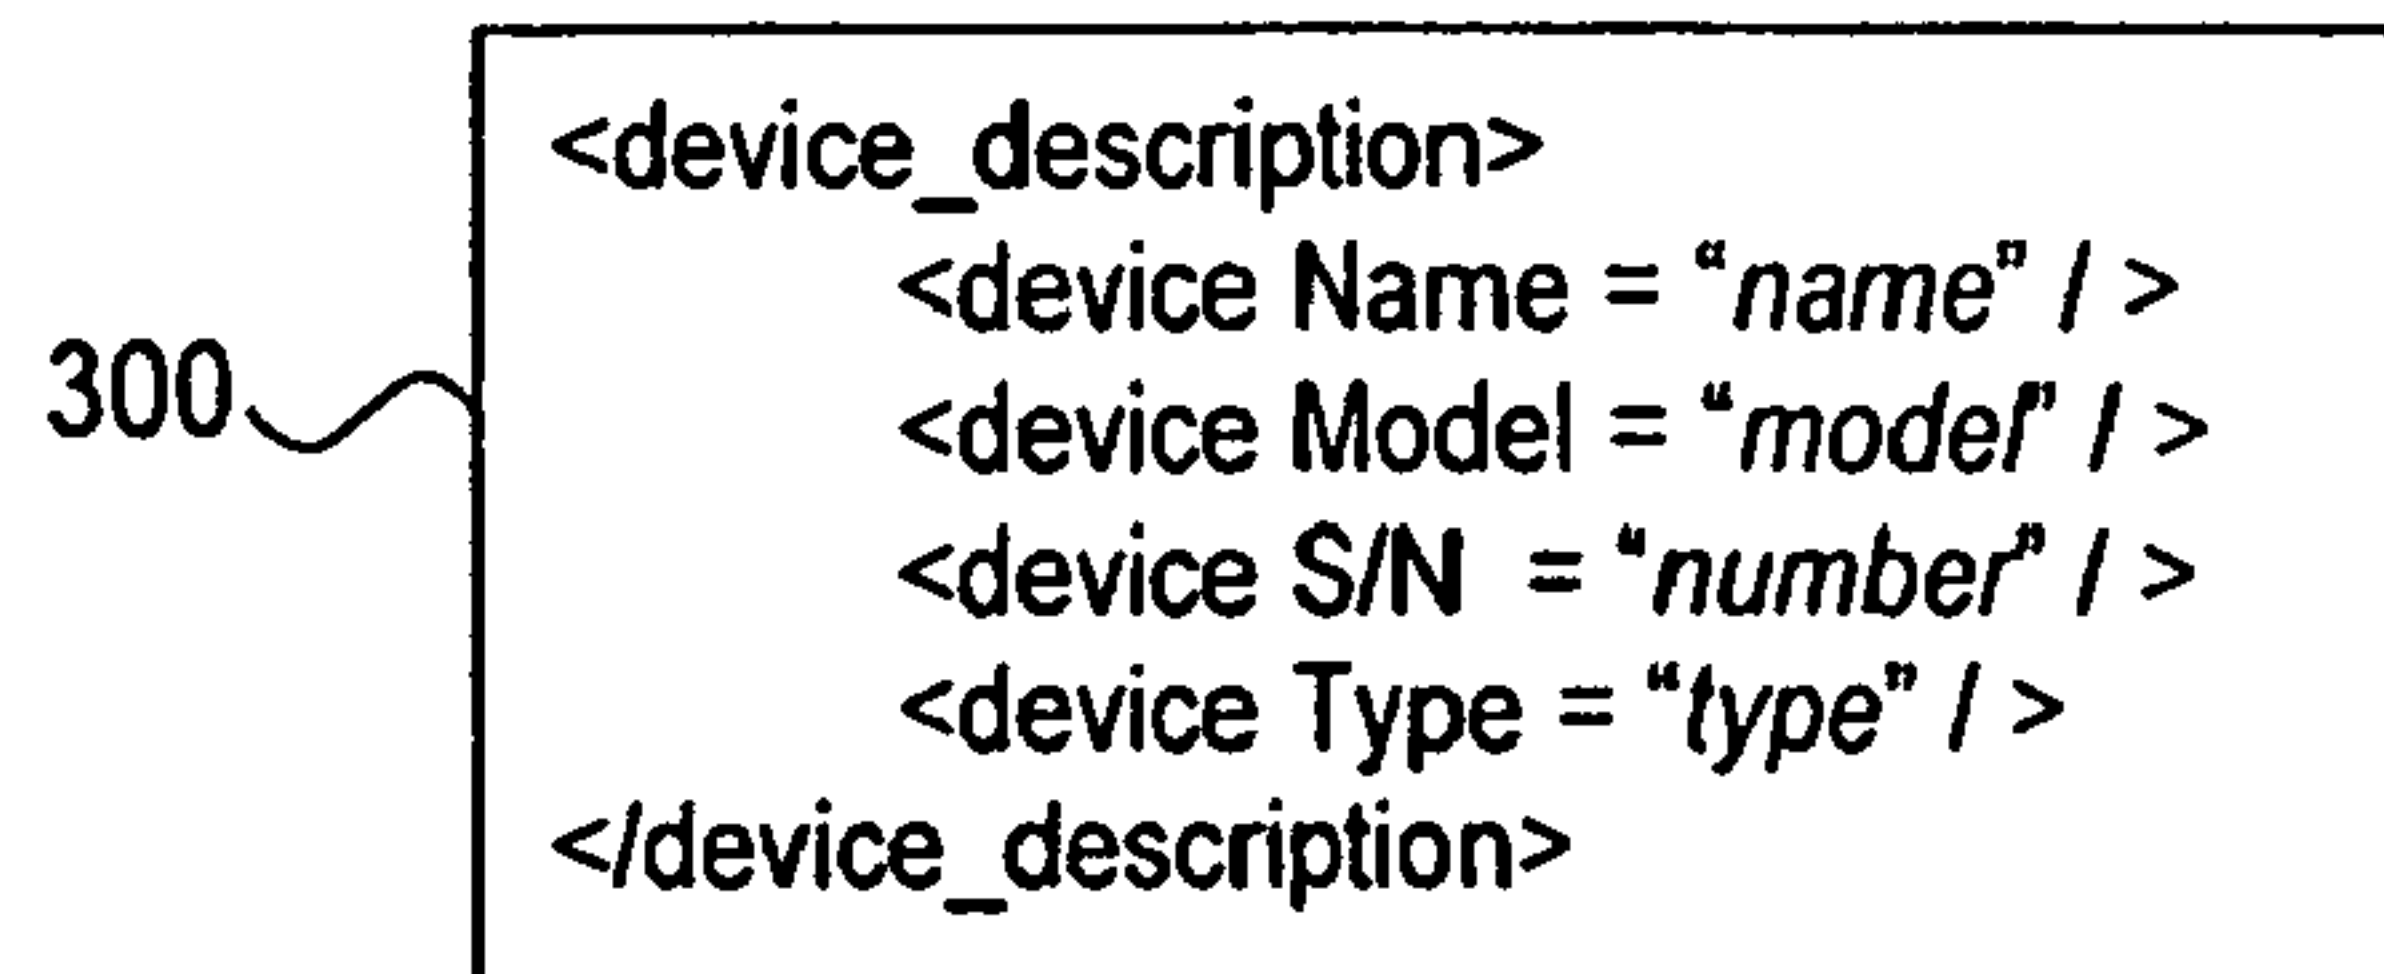 <device_description>
<device Name = “name” / >
<device Model = “model” / >
300
<device S/N = “number” / >
<device Type = “type” / >
</device_description>